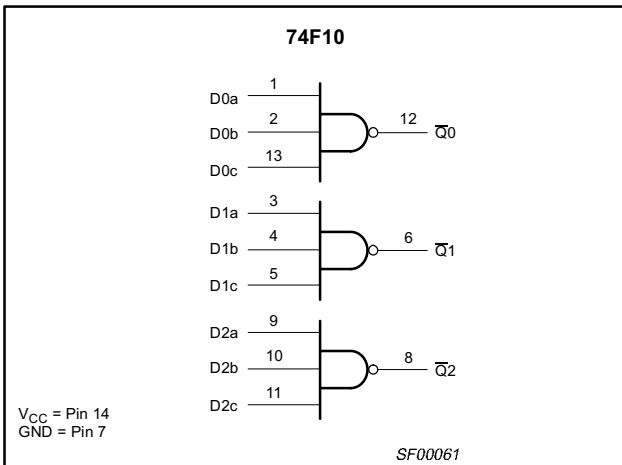 74F10
D0a 1
D0b 2 12 Q̅0
D0c 13
D1a 3
D1b 4 6 Q̅1
D1c 5
D2a 9
D2b 10 8 Q̅2
D2c 11
VCC = Pin 14
GND = Pin 7
SF00061